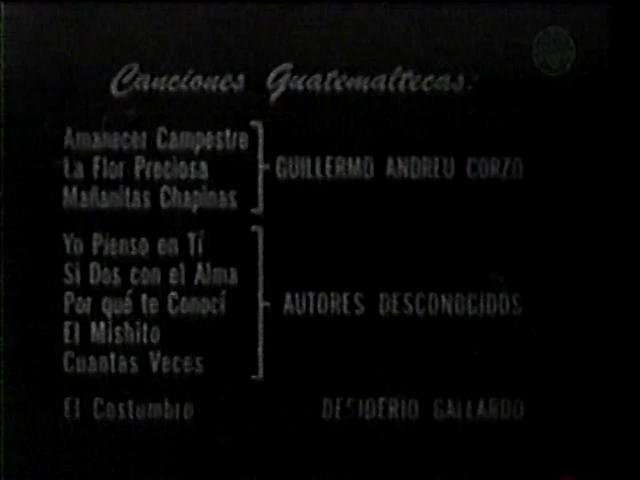 Canciones Guatemaltecas:
Amanecer Campestre
La Flor Preciosa
Mañanitas Chapinas
GUILLERMO ANDREU CORZO
Yo Pienso en Tí
Si Dos con el Alma
Por qué te Conocí
El Mishito
Cuantas Veces
AUTORES DESCONOCIDOS
El Costumbre DESIDERIO GALLARDO